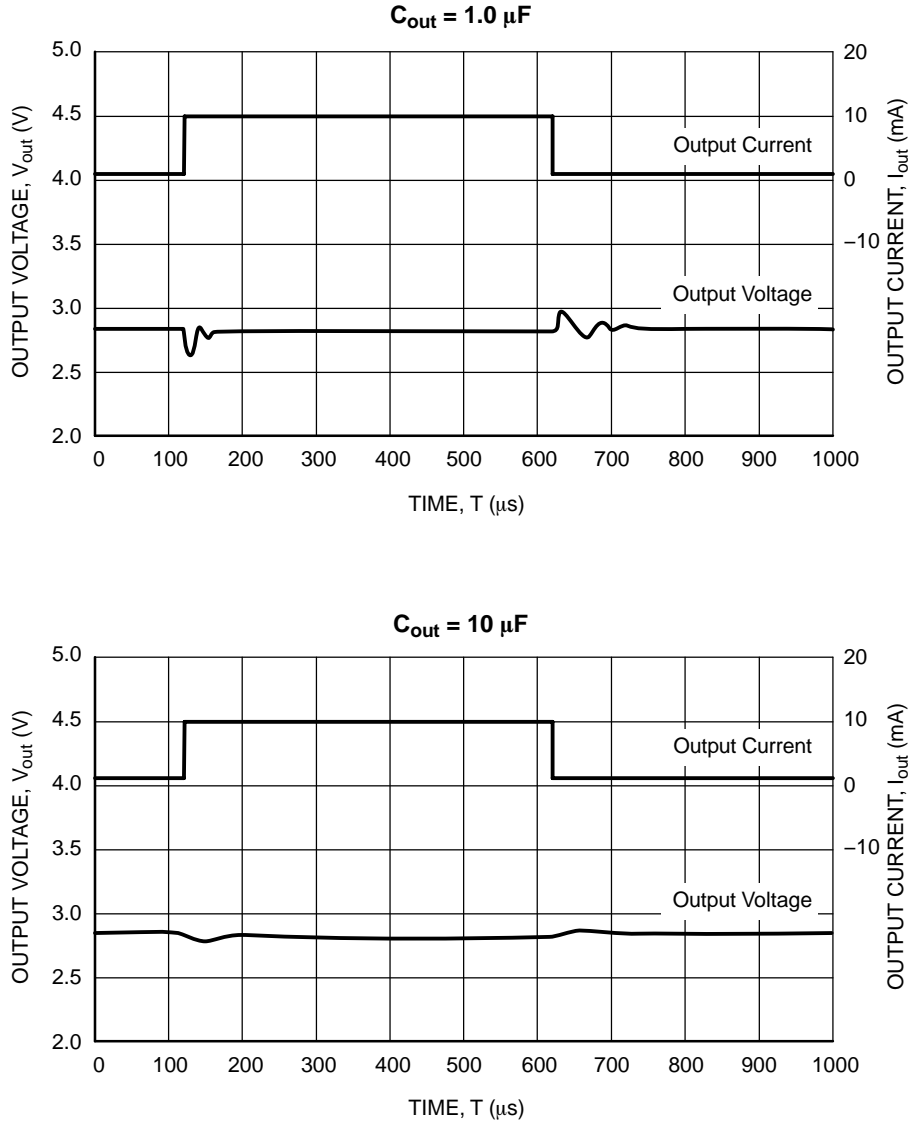 Cout = 1.0 μF
OUTPUT VOLTAGE, Vout (V)
5.0
4.5
4.0
3.5
3.0
2.5
2.0
20
10
0
–10
OUTPUT CURRENT, Iout (mA)
Output Current
Output Voltage
0 100 200 300 400 500 600 700 800 900 1000
TIME, T (μs)
Cout = 10 μF
OUTPUT VOLTAGE, Vout (V)
5.0
4.5
4.0
3.5
3.0
2.5
2.0
20
10
0
–10
OUTPUT CURRENT, Iout (mA)
Output Current
Output Voltage
0 100 200 300 400 500 600 700 800 900 1000
TIME, T (μs)